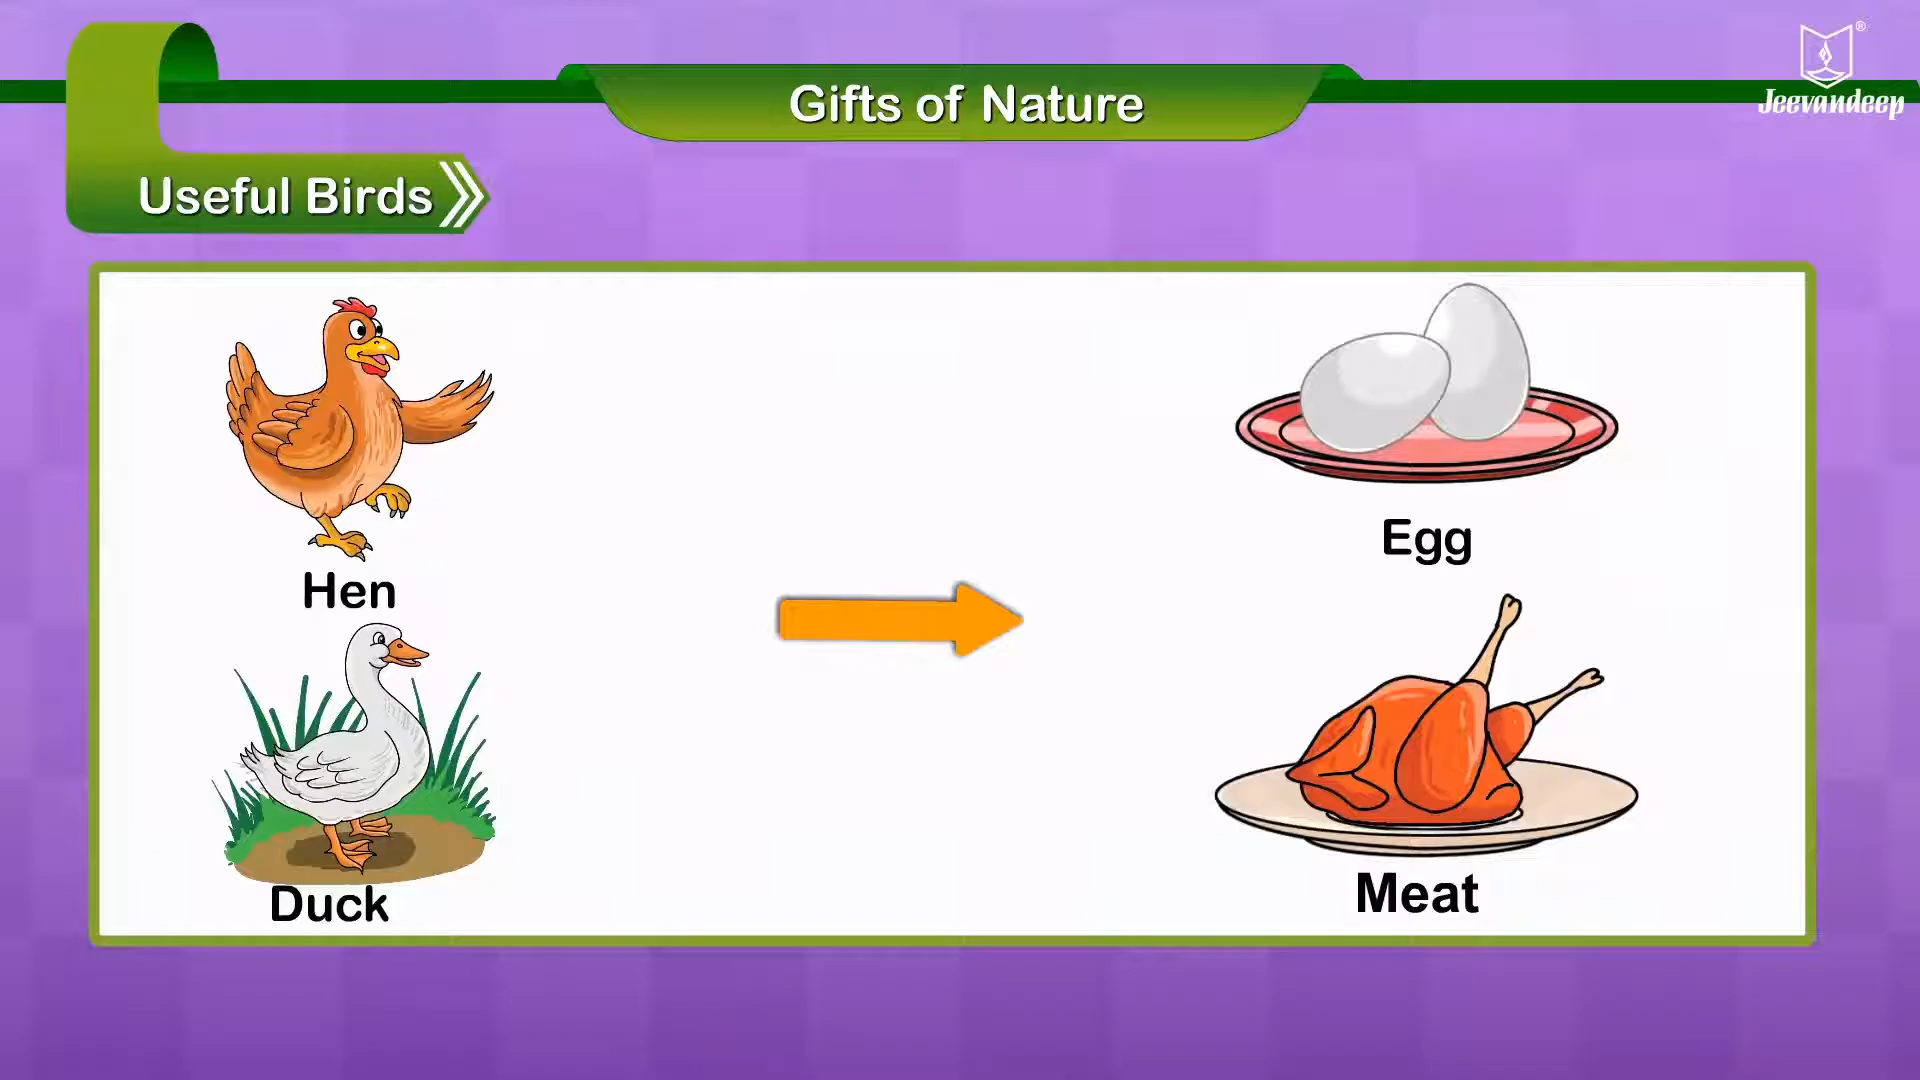 Gifts of Nature
Jeevandeep®
Useful Birds
Hen
Egg
Duck
Meat